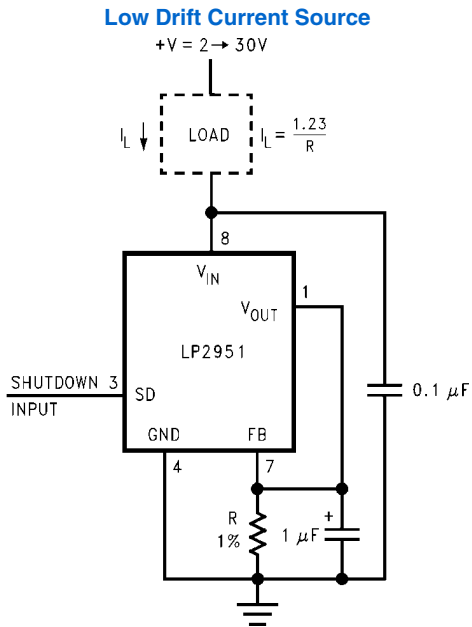 Low Drift Current Source
+V = 2→ 30V
I_L ↓ LOAD I_L = 1.23
R
8
V_IN
1
V_OUT
LP2951
SHUTDOWN 3 SD
INPUT
0.1 μF
GND FB
4 7
R
1%
+
1 μF